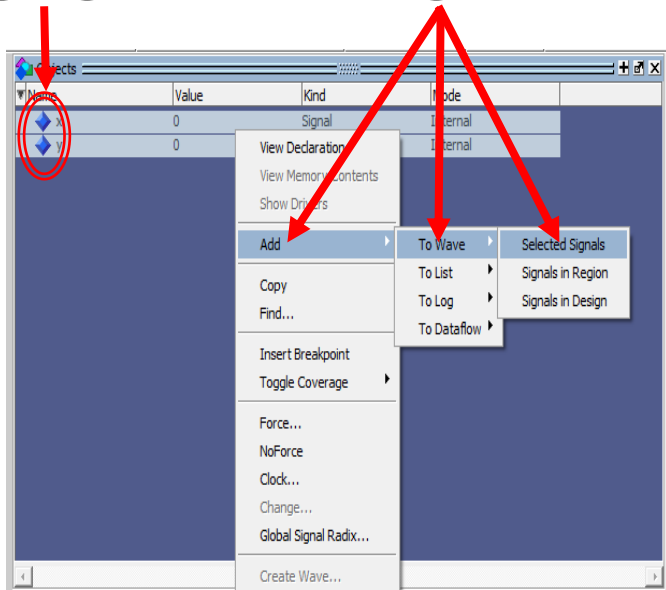 Name Value Kind Mode
x 0 Signal Internal
y 0 Internal
View Declaration
View Memory Contents
Show Drivers
Add
To Wave
Selected Signals
To List
Signals in Region
To Log
Signals in Design
To Dataflow
Copy
Find...
Insert Breakpoint
Toggle Coverage
Force...
NoForce
Clock...
Change...
Global Signal Radix...
Create Wave...